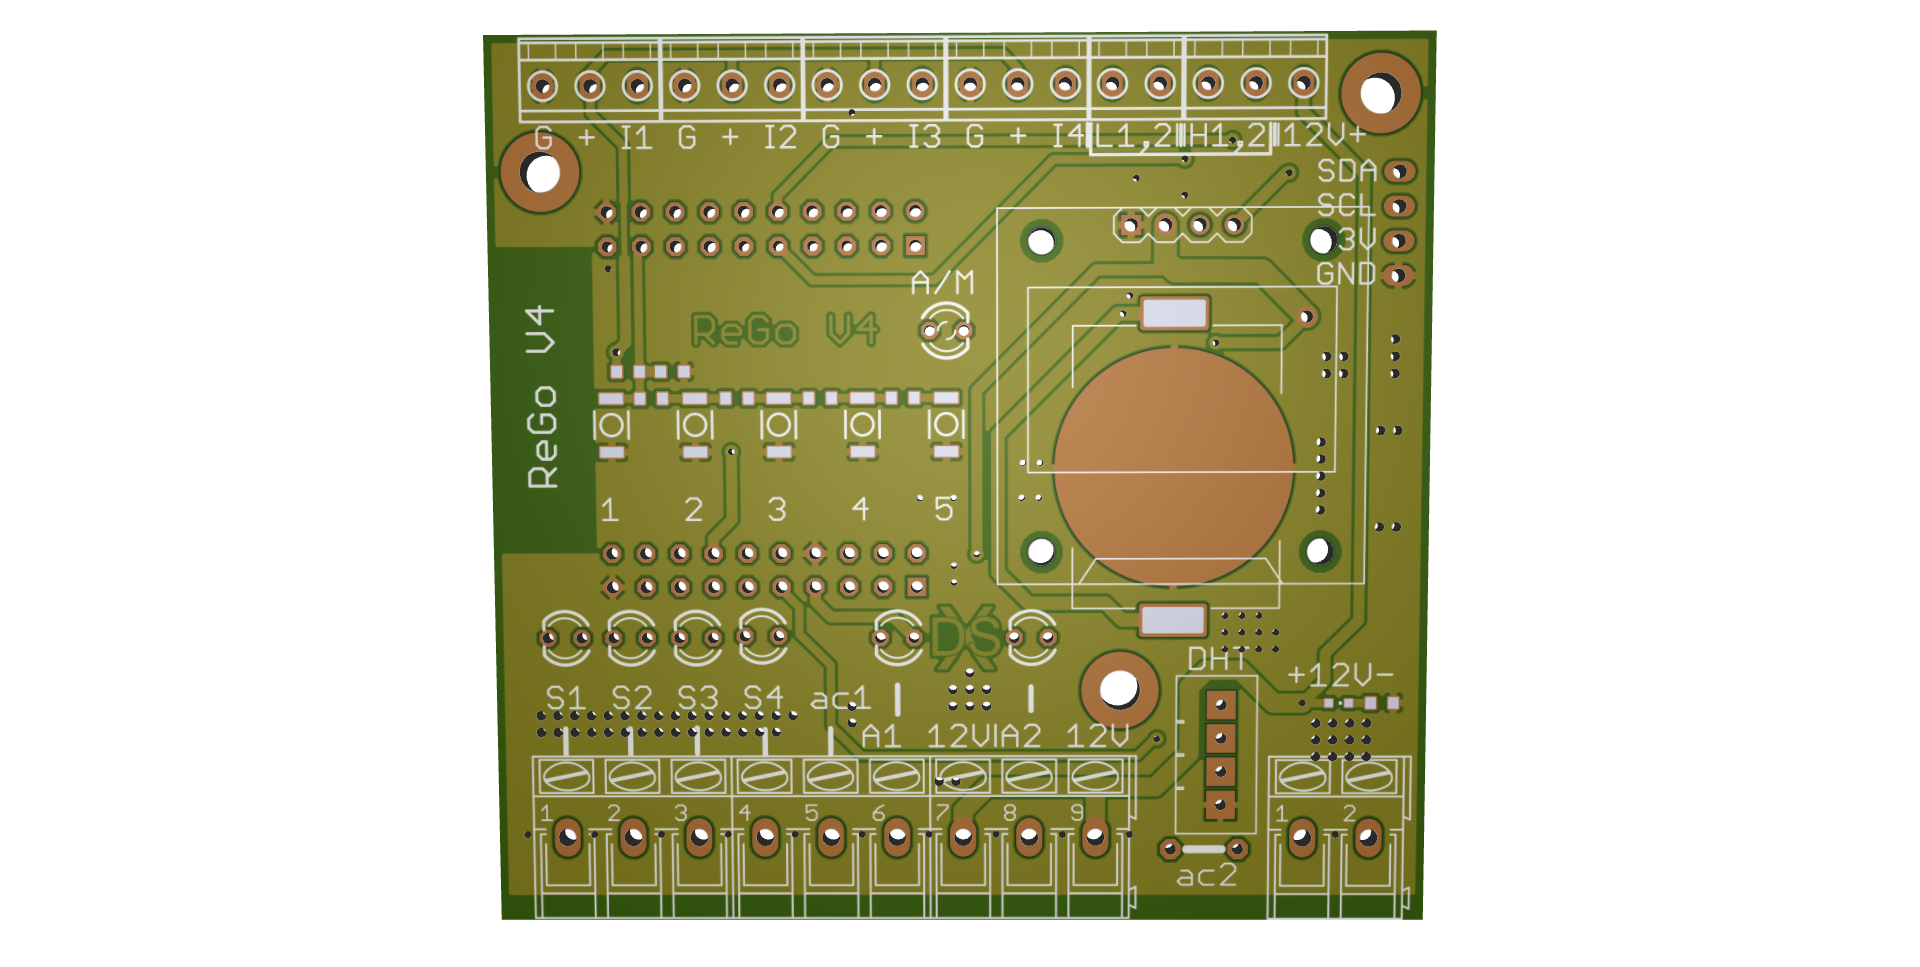 G + I1 G + I2 G + I3 G + I4 L1,2 H1,2 12V+
SDA
SCL
3V
GND
A/M
ReGo V4
ReGo V4
1 2 3 4 5
DS
DHT
+12V-
S1 S2 S3 S4 ac1
A1 12V A2 12V
1 2 3 4 5 6 7 8 9
1 2
ac2